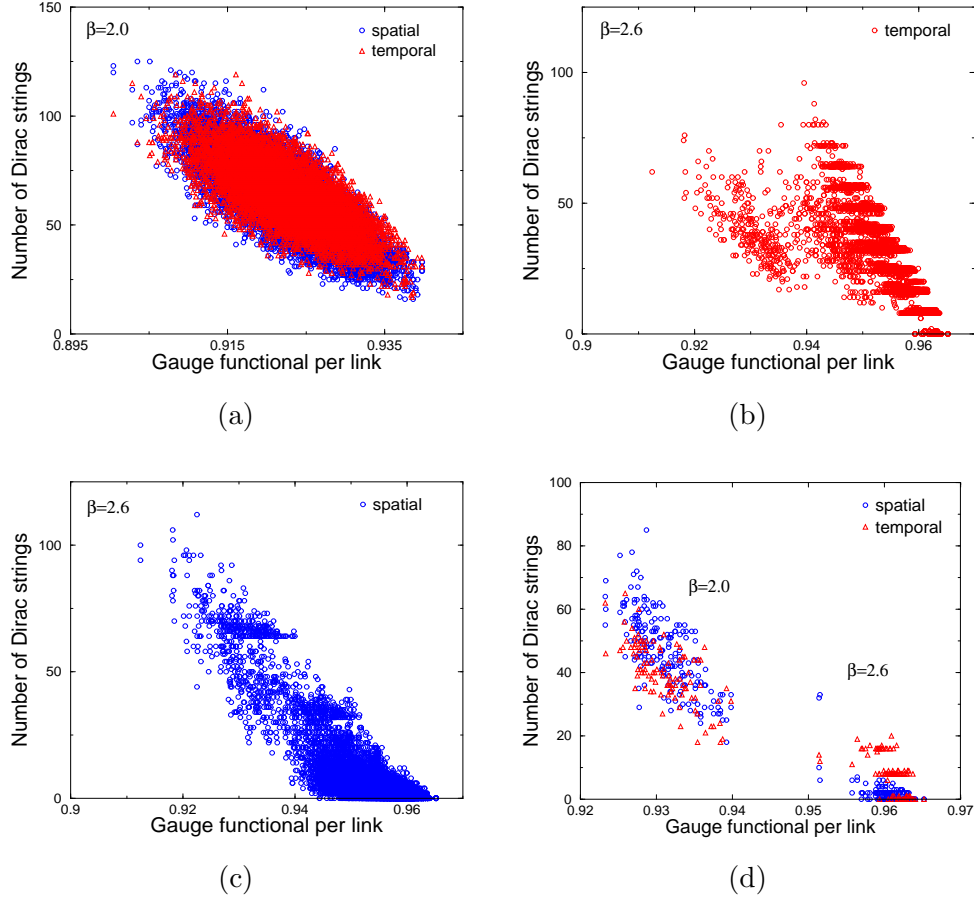 β=2.0
spatial
temporal
Number of Dirac strings
150
100
50
0
0.895
0.915
0.935
Gauge functional per link
(a)
β=2.6
temporal
Number of Dirac strings
100
50
0
0.9
0.92
0.94
0.96
Gauge functional per link
(b)
β=2.6
spatial
Number of Dirac strings
100
50
0
0.9
0.92
0.94
0.96
Gauge functional per link
(c)
spatial
temporal
β=2.0
β=2.6
Number of Dirac strings
100
80
60
40
20
0
0.92
0.93
0.94
0.95
0.96
0.97
Gauge functional per link
(d)